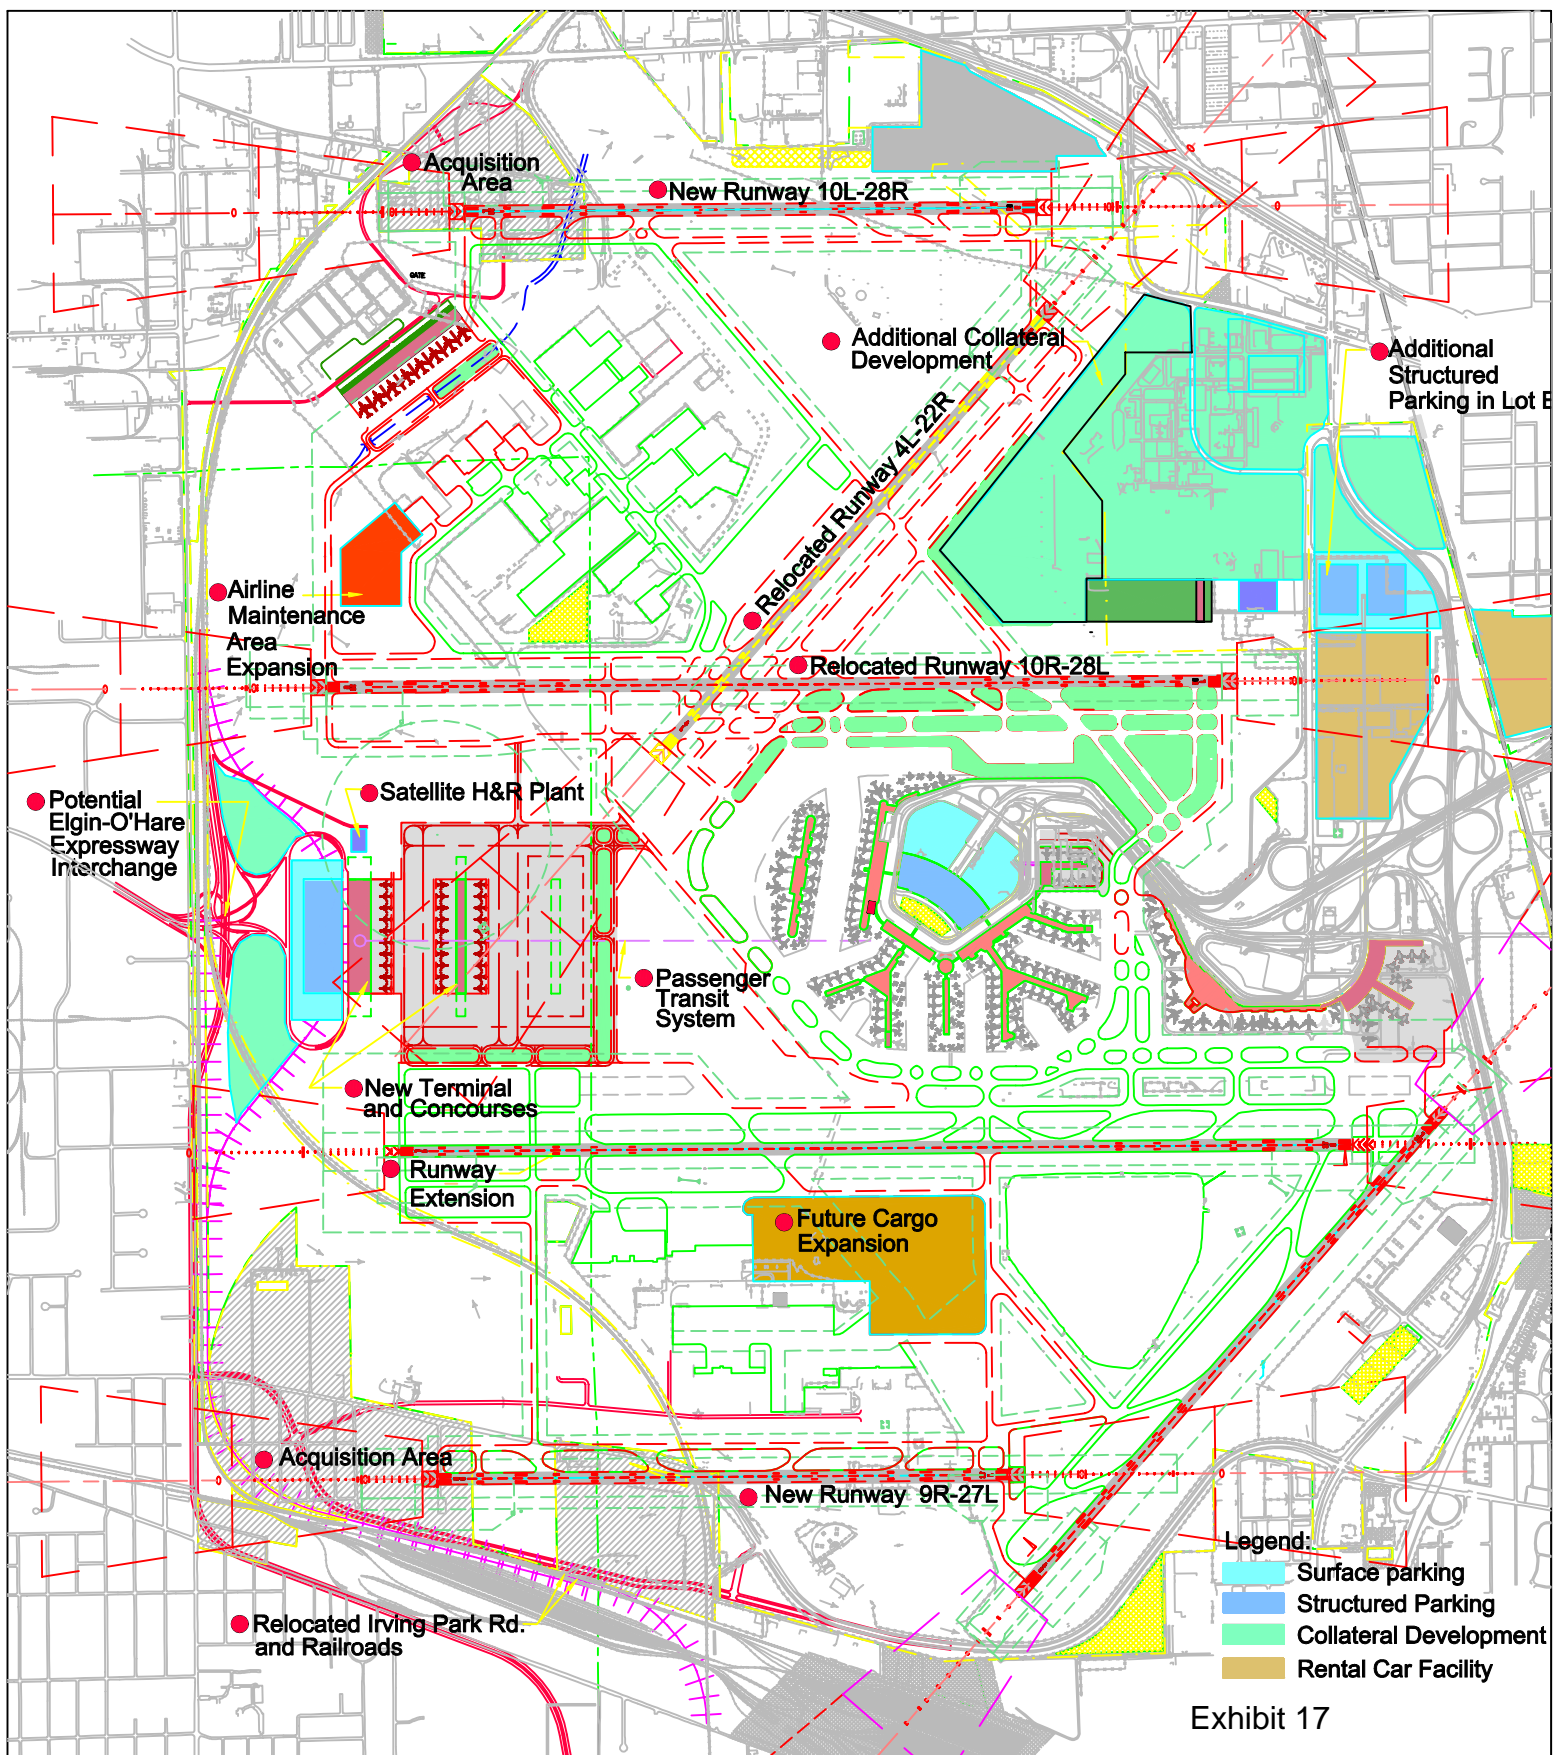 Acquisition
Area
New Runway 10L-28R
GATE
Additional Collateral
Development
Additional
Structured
Parking in Lot E
Relocated Runway 4L-22R
Airline
Maintenance
Area
Expansion
Relocated Runway 10R-28L
Potential
Elgin-O'Hare
Expressway
Interchange
Satellite H&R Plant
Passenger
Transit
System
New Terminal
and Concourses
Runway
Extension
Future Cargo
Expansion
Acquisition Area
New Runway 9R-27L
Relocated Irving Park Rd.
and Railroads
Legend:
Surface parking
Structured Parking
Collateral Development
Rental Car Facility
Exhibit 17